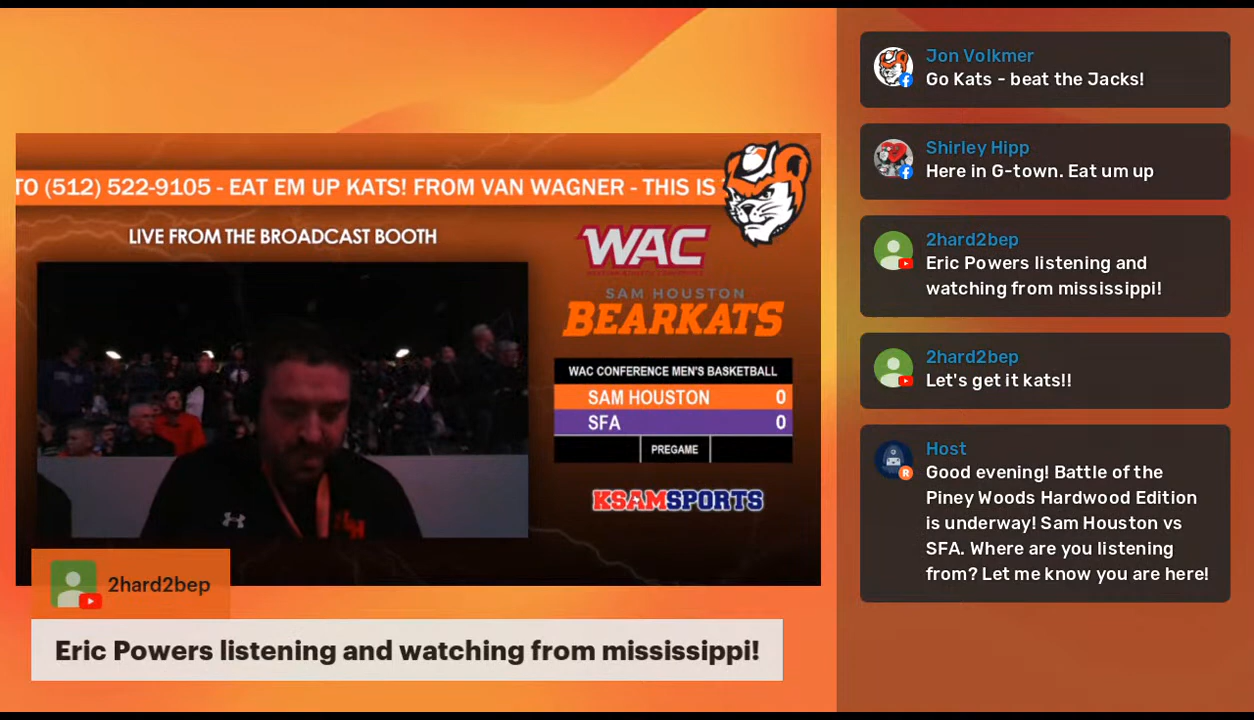 TO (512) 522-9105 - EAT EM UP KATS! FROM VAN WAGNER - THIS IS
LIVE FROM THE BROADCAST BOOTH
WAC
SAM HOUSTON
BEARKATS
WAC CONFERENCE MEN'S BASKETBALL
SAM HOUSTON 0
SFA 0
PREGAME
KSAMSPORTS
2hard2bep
Eric Powers listening and watching from mississippi!
Jon Volkmer
Go Kats - beat the Jacks!
Shirley Hipp
Here in G-town. Eat um up
2hard2bep
Eric Powers listening and
watching from mississippi!
2hard2bep
Let's get it kats!!
Host
Good evening! Battle of the
Piney Woods Hardwood Edition
is underway! Sam Houston vs
SFA. Where are you listening
from? Let me know you are here!